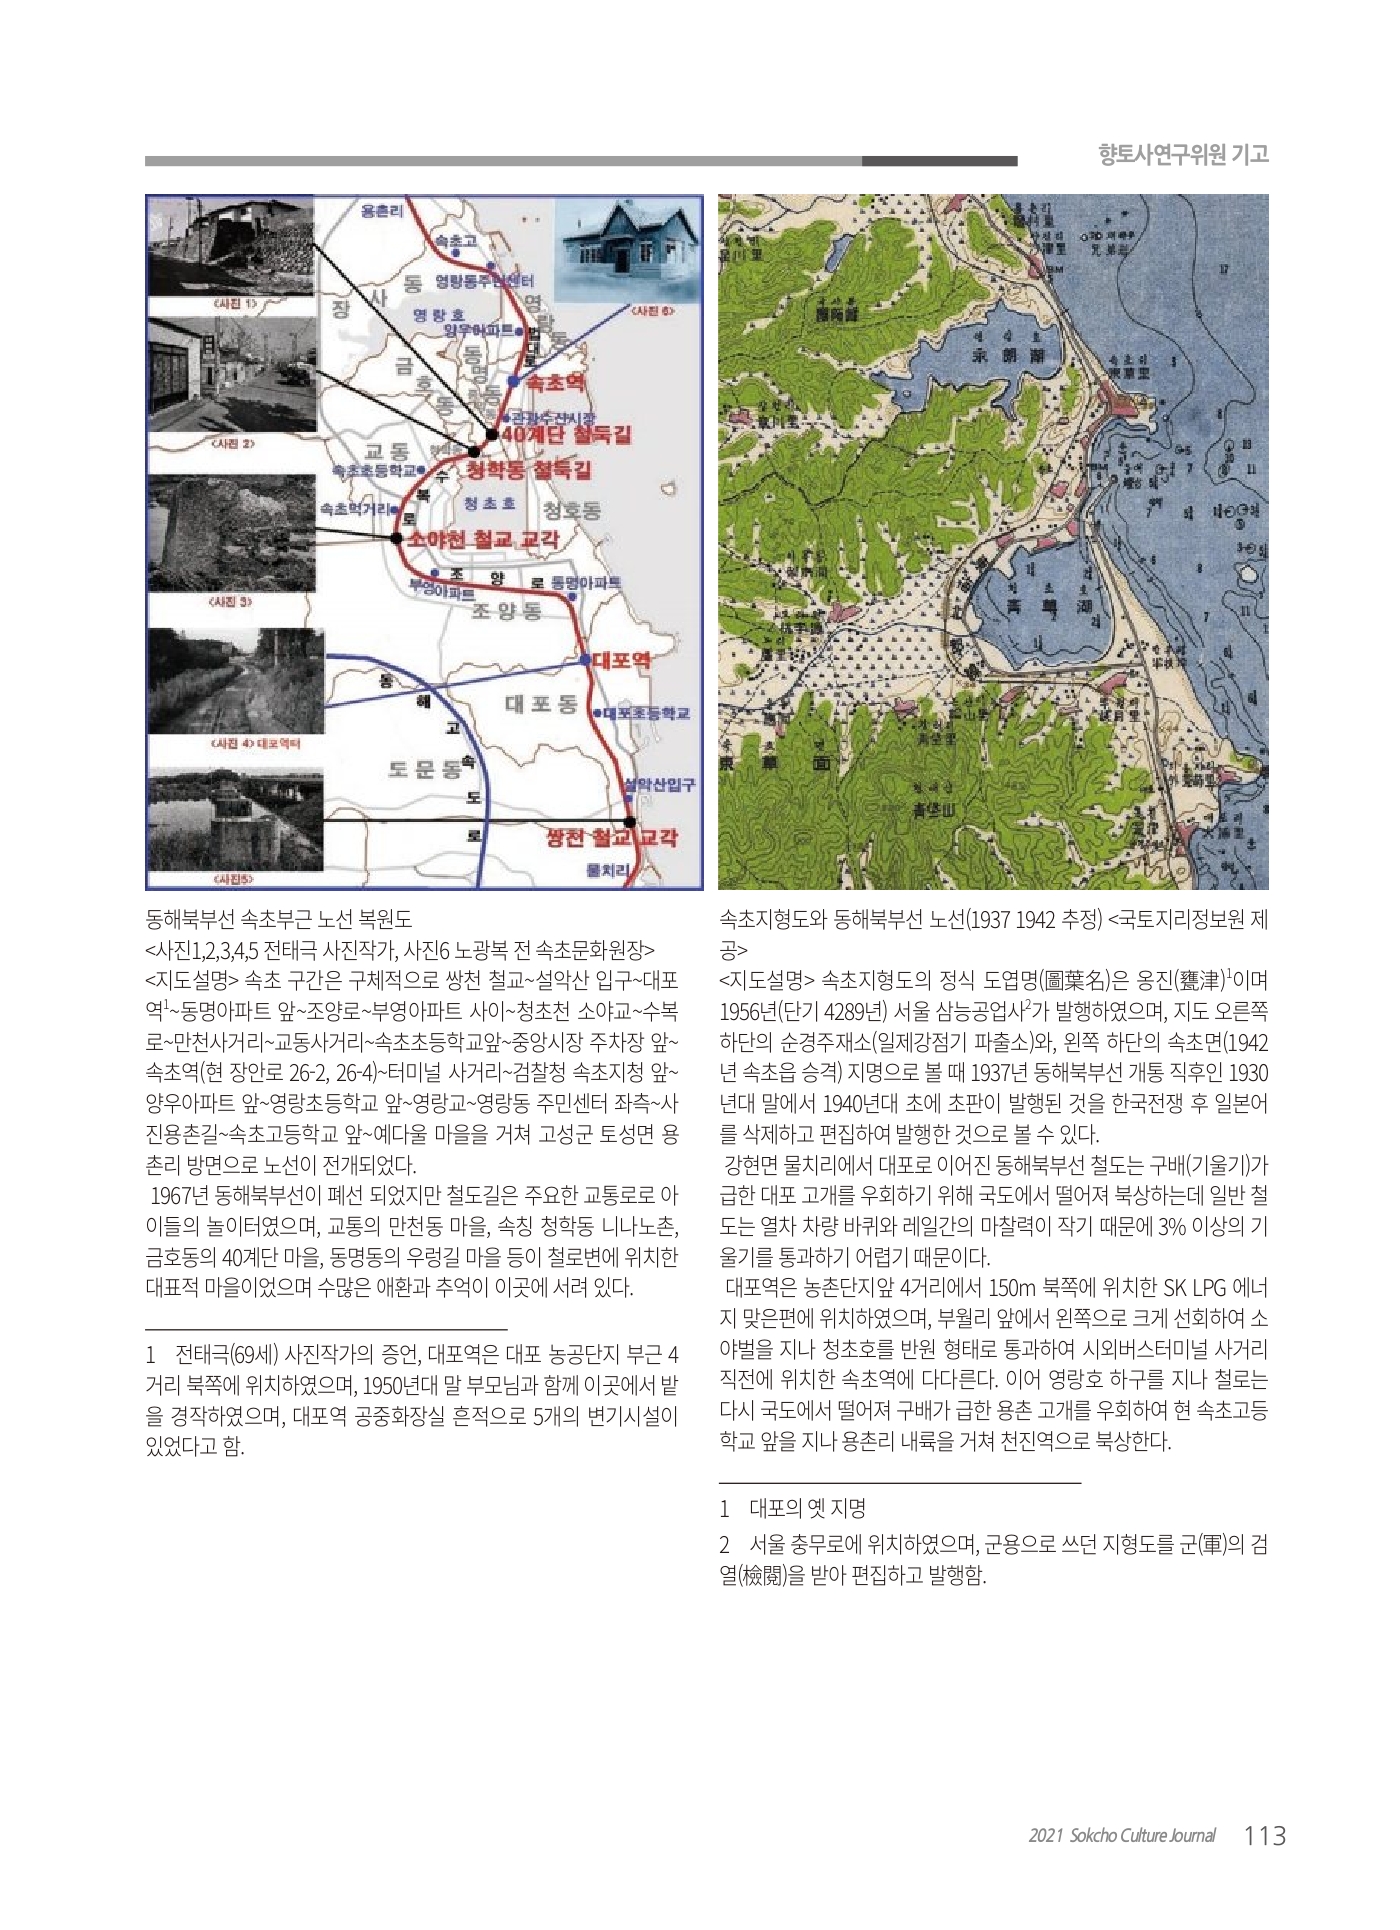 향토사연구위원 기고
용촌리
속초고
영랑동주민센터
장 사 동
영 랑 호
양우아파트
영랑동
번대로
금호동
동명동
속초역
관광수산시장
40계단 철둑길
교 동
청학동 철둑길
속초초등학교
수복로
속초먹거리
청 초 호
청호동
소야천 철교 교각
부영아파트
조 양 로
동명아파트
조 양 동
대포역
동해고속도로
대 포 동
대포초등학교
도 문 동
설악산입구
쌍천 철교 교각
물치리
<사진 1>
<사진 2>
<사진 3>
<사진 4> 대포역터
<사진5>
<사진 6>
永 朗 湖
靑 草 湖
束 草 面
동해북부선 속초부근 노선 복원도
<사진1,2,3,4,5 전태극 사진작가, 사진6 노광복 전 속초문화원장>
<지도설명> 속초 구간은 구체적으로 쌍천 철교~설악산 입구~대포
역1~동명아파트 앞~조양로~부영아파트 사이~청초천 소야교~수복
로~만천사거리~교동사거리~속초초등학교앞~중앙시장 주차장 앞~
속초역(현 장안로 26-2, 26-4)~터미널 사거리~검찰청 속초지청 앞~
양우아파트 앞~영랑초등학교 앞~영랑교~영랑동 주민센터 좌측~사
진용촌길~속초고등학교 앞~예다울 마을을 거쳐 고성군 토성면 용
촌리 방면으로 노선이 전개되었다.
1967년 동해북부선이 폐선 되었지만 철도길은 주요한 교통로로 아
이들의 놀이터였으며, 교통의 만천동 마을, 속칭 청학동 니나노촌,
금호동의 40계단 마을, 동명동의 우렁길 마을 등이 철로변에 위치한
대표적 마을이었으며 수많은 애환과 추억이 이곳에 서려 있다.
1 전태극(69세) 사진작가의 증언, 대포역은 대포 농공단지 부근 4
거리 북쪽에 위치하였으며, 1950년대 말 부모님과 함께 이곳에서 밭
을 경작하였으며, 대포역 공중화장실 흔적으로 5개의 변기시설이
있었다고 함.
속초지형도와 동해북부선 노선(1937 1942 추정) <국토지리정보원 제
공>
<지도설명> 속초지형도의 정식 도엽명(圖葉名)은 옹진(甕津)1이며
1956년(단기 4289년) 서울 삼능공업사2가 발행하였으며, 지도 오른쪽
하단의 순경주재소(일제강점기 파출소)와, 왼쪽 하단의 속초면(1942
년 속초읍 승격) 지명으로 볼 때 1937년 동해북부선 개통 직후인 1930
년대 말에서 1940년대 초에 초판이 발행된 것을 한국전쟁 후 일본어
를 삭제하고 편집하여 발행한 것으로 볼 수 있다.
강현면 물치리에서 대포로 이어진 동해북부선 철도는 구배(기울기)가
급한 대포 고개를 우회하기 위해 국도에서 떨어져 북상하는데 일반 철
도는 열차 차량 바퀴와 레일간의 마찰력이 작기 때문에 3% 이상의 기
울기를 통과하기 어렵기 때문이다.
대포역은 농촌단지앞 4거리에서 150m 북쪽에 위치한 SK LPG 에너
지 맞은편에 위치하였으며, 부월리 앞에서 왼쪽으로 크게 선회하여 소
야벌을 지나 청초호를 반원 형태로 통과하여 시외버스터미널 사거리
직전에 위치한 속초역에 다다른다. 이어 영랑호 하구를 지나 철로는
다시 국도에서 떨어져 구배가 급한 용촌 고개를 우회하여 현 속초고등
학교 앞을 지나 용촌리 내륙을 거쳐 천진역으로 북상한다.
1 대포의 옛 지명
2 서울 충무로에 위치하였으며, 군용으로 쓰던 지형도를 군(軍)의 검
열(檢閱)을 받아 편집하고 발행함.
2021 Sokcho Culture Journal 113